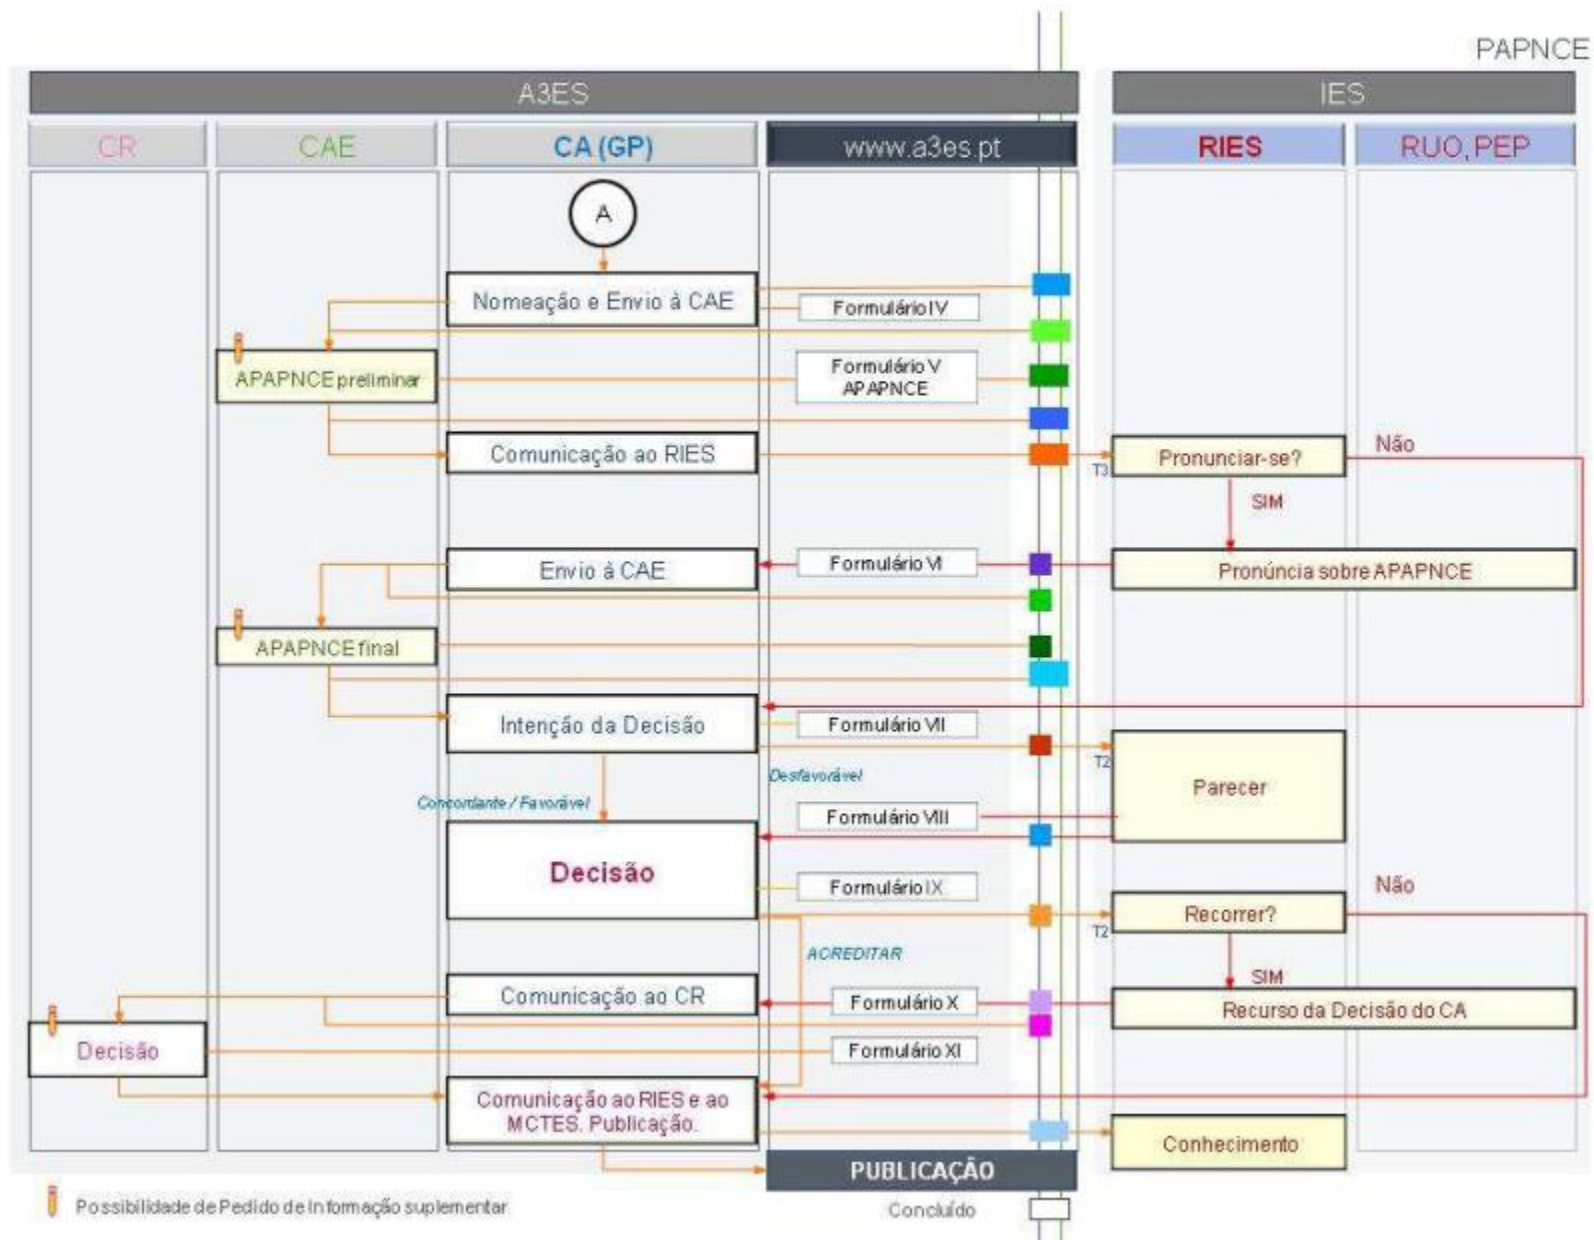 PAPNCE
A3ES
IES
CR
CAE
CA (GP)
www.a3es.pt
RIES
RUO, PEP
A
Nomeação e Envio à CAE
Formulário IV
APAPNCE preliminar
Formulário V
APAPNCE
Comunicação ao RIES
T3
Pronunciar-se?
Não
SIM
Envio à CAE
Formulário VI
Pronúncia sobre APAPNCE
APAPNCE final
Intenção da Decisão
Formulário VII
T2
Desfavorável
Parecer
Concordante / Favorável
Formulário VIII
Decisão
Formulário IX
Não
Recorrer?
T2
ACREDITAR
SIM
Comunicação ao CR
Formulário X
Recurso da Decisão do CA
Decisão
Formulário XI
Comunicação ao RIES e ao
MCTES. Publicação.
Conhecimento
PUBLICAÇÃO
Possibilidade de Pedido de Informação suplementar
Concluído